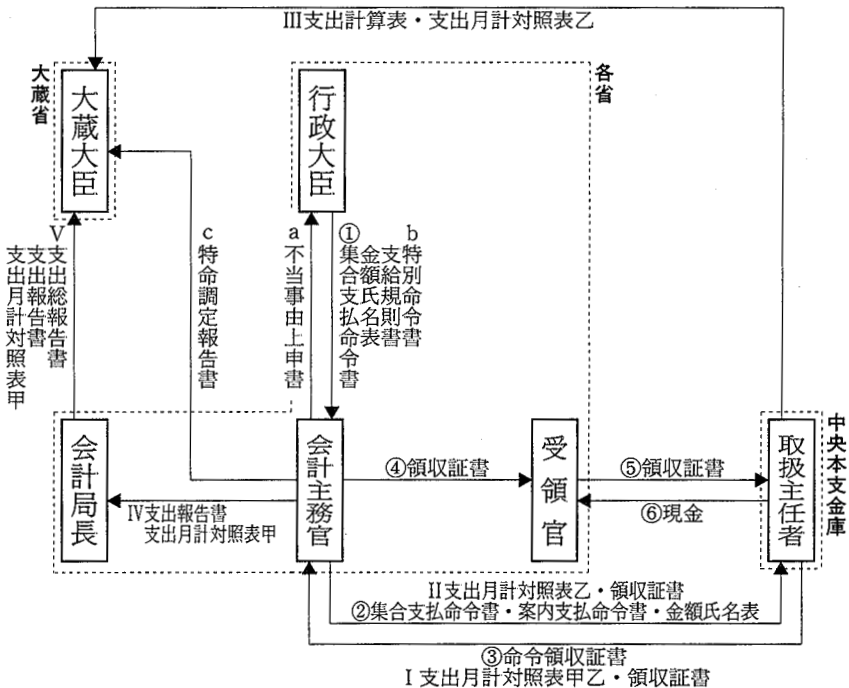 III支出計算表・支出月計対照表乙
大蔵省
大蔵大臣
行政大臣
各省
b特別命令書
支給規則書
金額氏名表
①集合支払命令書
a不当事由上申書
c特命調定報告書
V支出総報告書
支出報告書
支出月計対照表甲
会計局長
会計主務官
受領官
取扱主任者
中央本支金庫
④領収証書
⑤領収証書
⑥現金
IV支出報告書
支出月計対照表甲
II支出月計対照表乙・領収証書
②集合支払命令書・案内支払命令書・金額氏名表
③命令領収証書
I支出月計対照表甲乙・領収証書